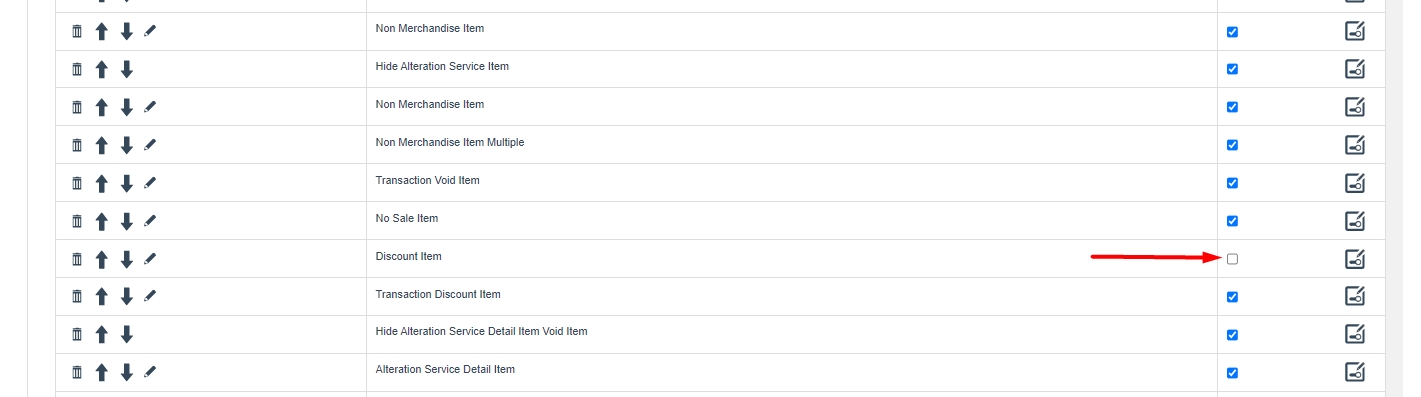 Non Merchandise Item
Hide Alteration Service Item
Non Merchandise Item
Non Merchandise Item Multiple
Transaction Void Item
No Sale Item
Discount Item
Transaction Discount Item
Hide Alteration Service Detail Item Void Item
Alteration Service Detail Item